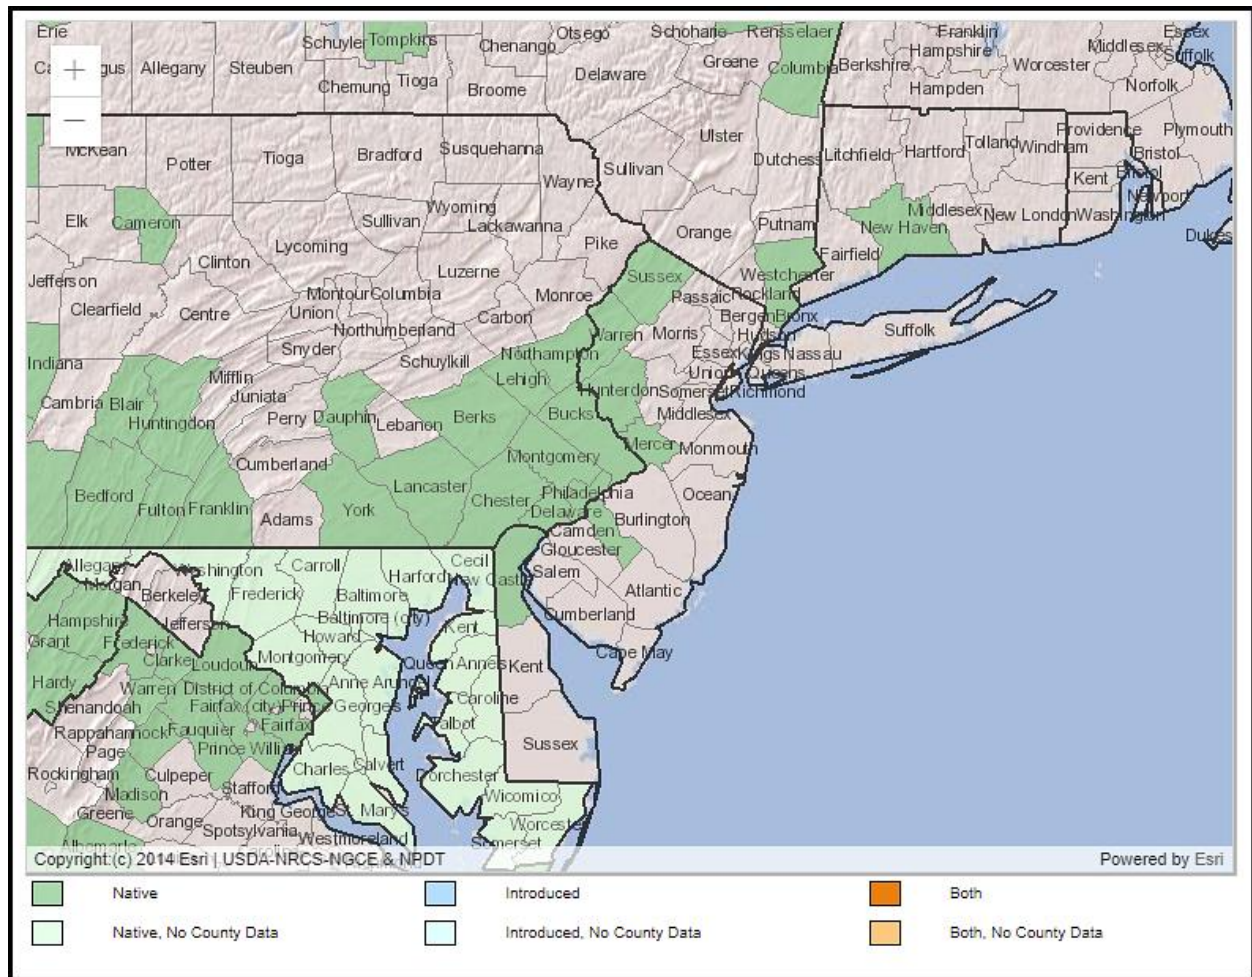 Erie
Schuyler Tompkins Chenango Otsego Schoharie Rensselaer Franklin Essex
Allegany Steuben Chemung Tioga Broome Delaware Greene Columbia Berkshire Hampshire Worcester Middlesex Suffolk
Hampden Norfolk
+
−
Ulster Providence Plymouth
McKean Potter Tioga Bradford Susquehanna Sullivan Dutchess Litchfield Hartford Tolland Windham Bristol
Wayne Kent Bristol
Elk Cameron Sullivan Wyoming Lackawanna Pike Orange Putnam New Haven Middlesex New London Washington Newport
Lycoming Dukes
Jefferson Clinton Luzerne Sussex Westchester Fairfield
Clearfield Centre Montour Columbia Monroe Passaic Rockland
Union Northumberland Carbon Warren Morris Bergen Bronx Hudson Suffolk
Indiana Snyder Schuylkill Northampton Essex Kings Nassau
Mifflin Lehigh Union Queens
Cambria Blair Huntingdon Juniata Perry Dauphin Lebanon Berks Bucks Hunterdon Somerset Richmond
Middlesex
Cumberland Montgomery Mercer Monmouth
Bedford Fulton Franklin Adams York Lancaster Chester Philadelphia Ocean
Delaware Camden Burlington
Gloucester
Allegany Washington Carroll Cecil New Castle Salem
Morgan Berkeley Frederick Harford Baltimore Atlantic
Hampshire Jefferson Baltimore (city) Cumberland
Grant Frederick Howard Kent
Clarke Loudoun Montgomery Queen Annes Kent Cape May
Hardy Warren District of Columbia Anne Arundel
Shenandoah Fairfax (city) Prince Georges Caroline
Rappahannock Fauquier Fairfax Talbot
Page Prince William Sussex
Rockingham Culpeper Charles Calvert Dorchester
Madison Stafford Wicomico
Greene Orange King George St Marys
Spotsylvania Westmoreland Worcester
Albemarle Somerset
Copyright:(c) 2014 Esri | USDA-NRCS-NGCE & NPDT Powered by Esri
Native Introduced Both
Native, No County Data Introduced, No County Data Both, No County Data